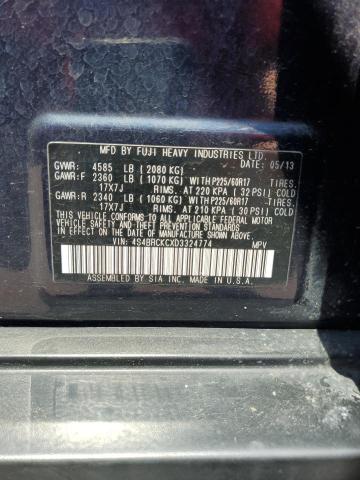 MFD BY FUJI HEAVY INDUSTRIES LTD.
GVWR: 4585 LB (2080 KG) DATE: 05/13
GAWR:F 2360 LB (1070 KG) WITH P225/60R17 TIRES.
17X7J RIMS. AT 220 KPA (32 PSI) COLD
GAWR:R 2340 LB (1060 KG) WITH P225/60R17 TIRES.
17X7J RIMS. AT 210 KPA (30 PSI) COLD
THIS VEHICLE CONFORMS TO ALL APPLICABLE FEDERAL MOTOR
VEHICLE SAFETY AND THEFT PREVENTION STANDARDS IN
EFFECT ON THE DATE OF MANUFACTURE SHOWN ABOVE.
VIN: 4S4BRCKCXD3324774 MPV
ASSEMBLED BY SIA INC. MADE IN U.S.A.